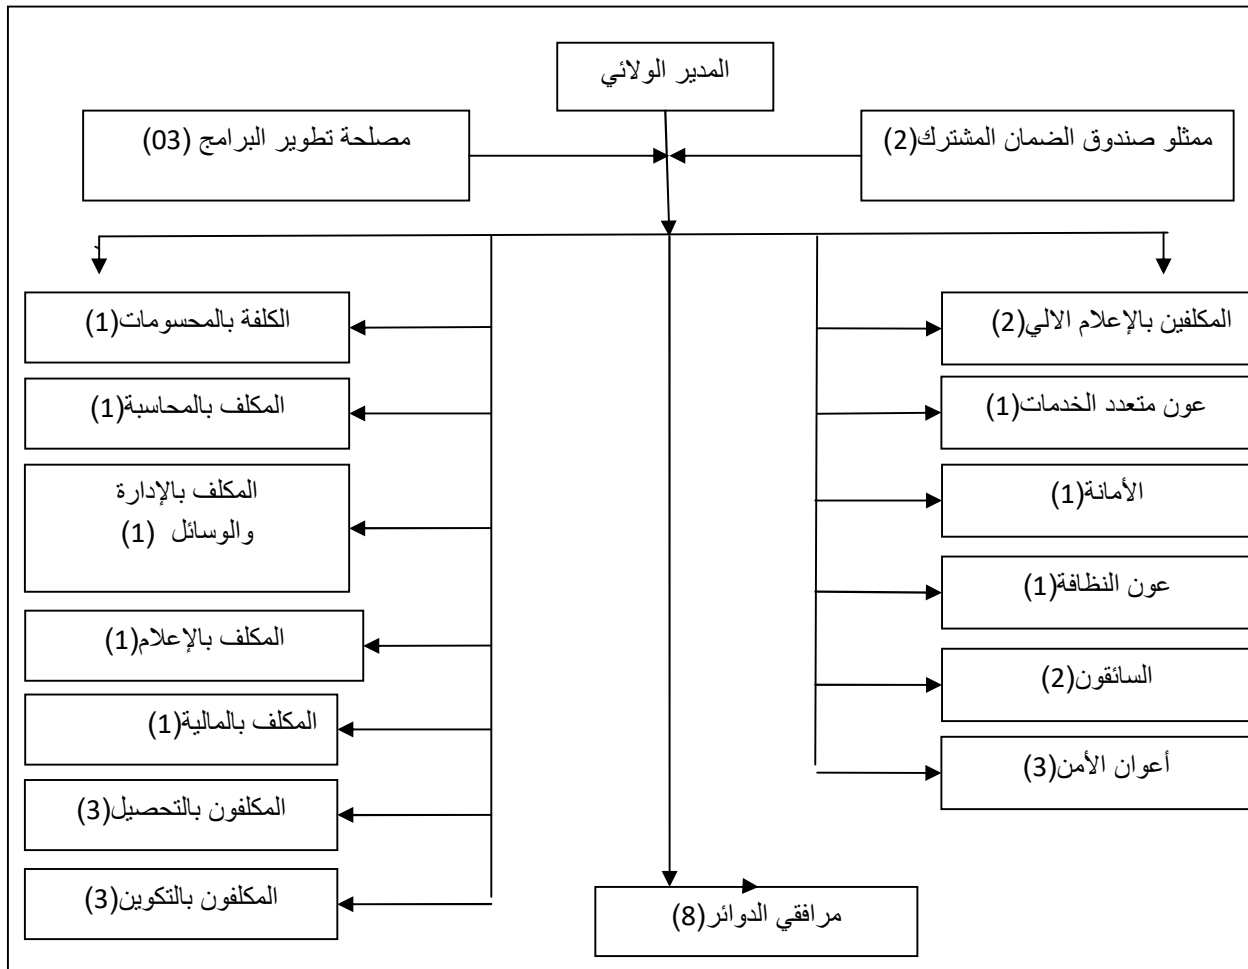 المدير الولائي
ممثلو صندوق الضمان المشترك(2)
مصلحة تطوير البرامج (03)
المكلفين بالإعلام الالي(2)
عون متعدد الخدمات(1)
الأمانة(1)
عون النظافة(1)
السائقون(2)
أعوان الأمن(3)
الكلفة بالمحسومات(1)
المكلف بالمحاسبة(1)
المكلف بالإدارة
والوسائل (1)
المكلف بالإعلام(1)
المكلف بالمالية(1)
المكلفون بالتحصيل(3)
المكلفون بالتكوين(3)
مرافقي الدوائر(8)